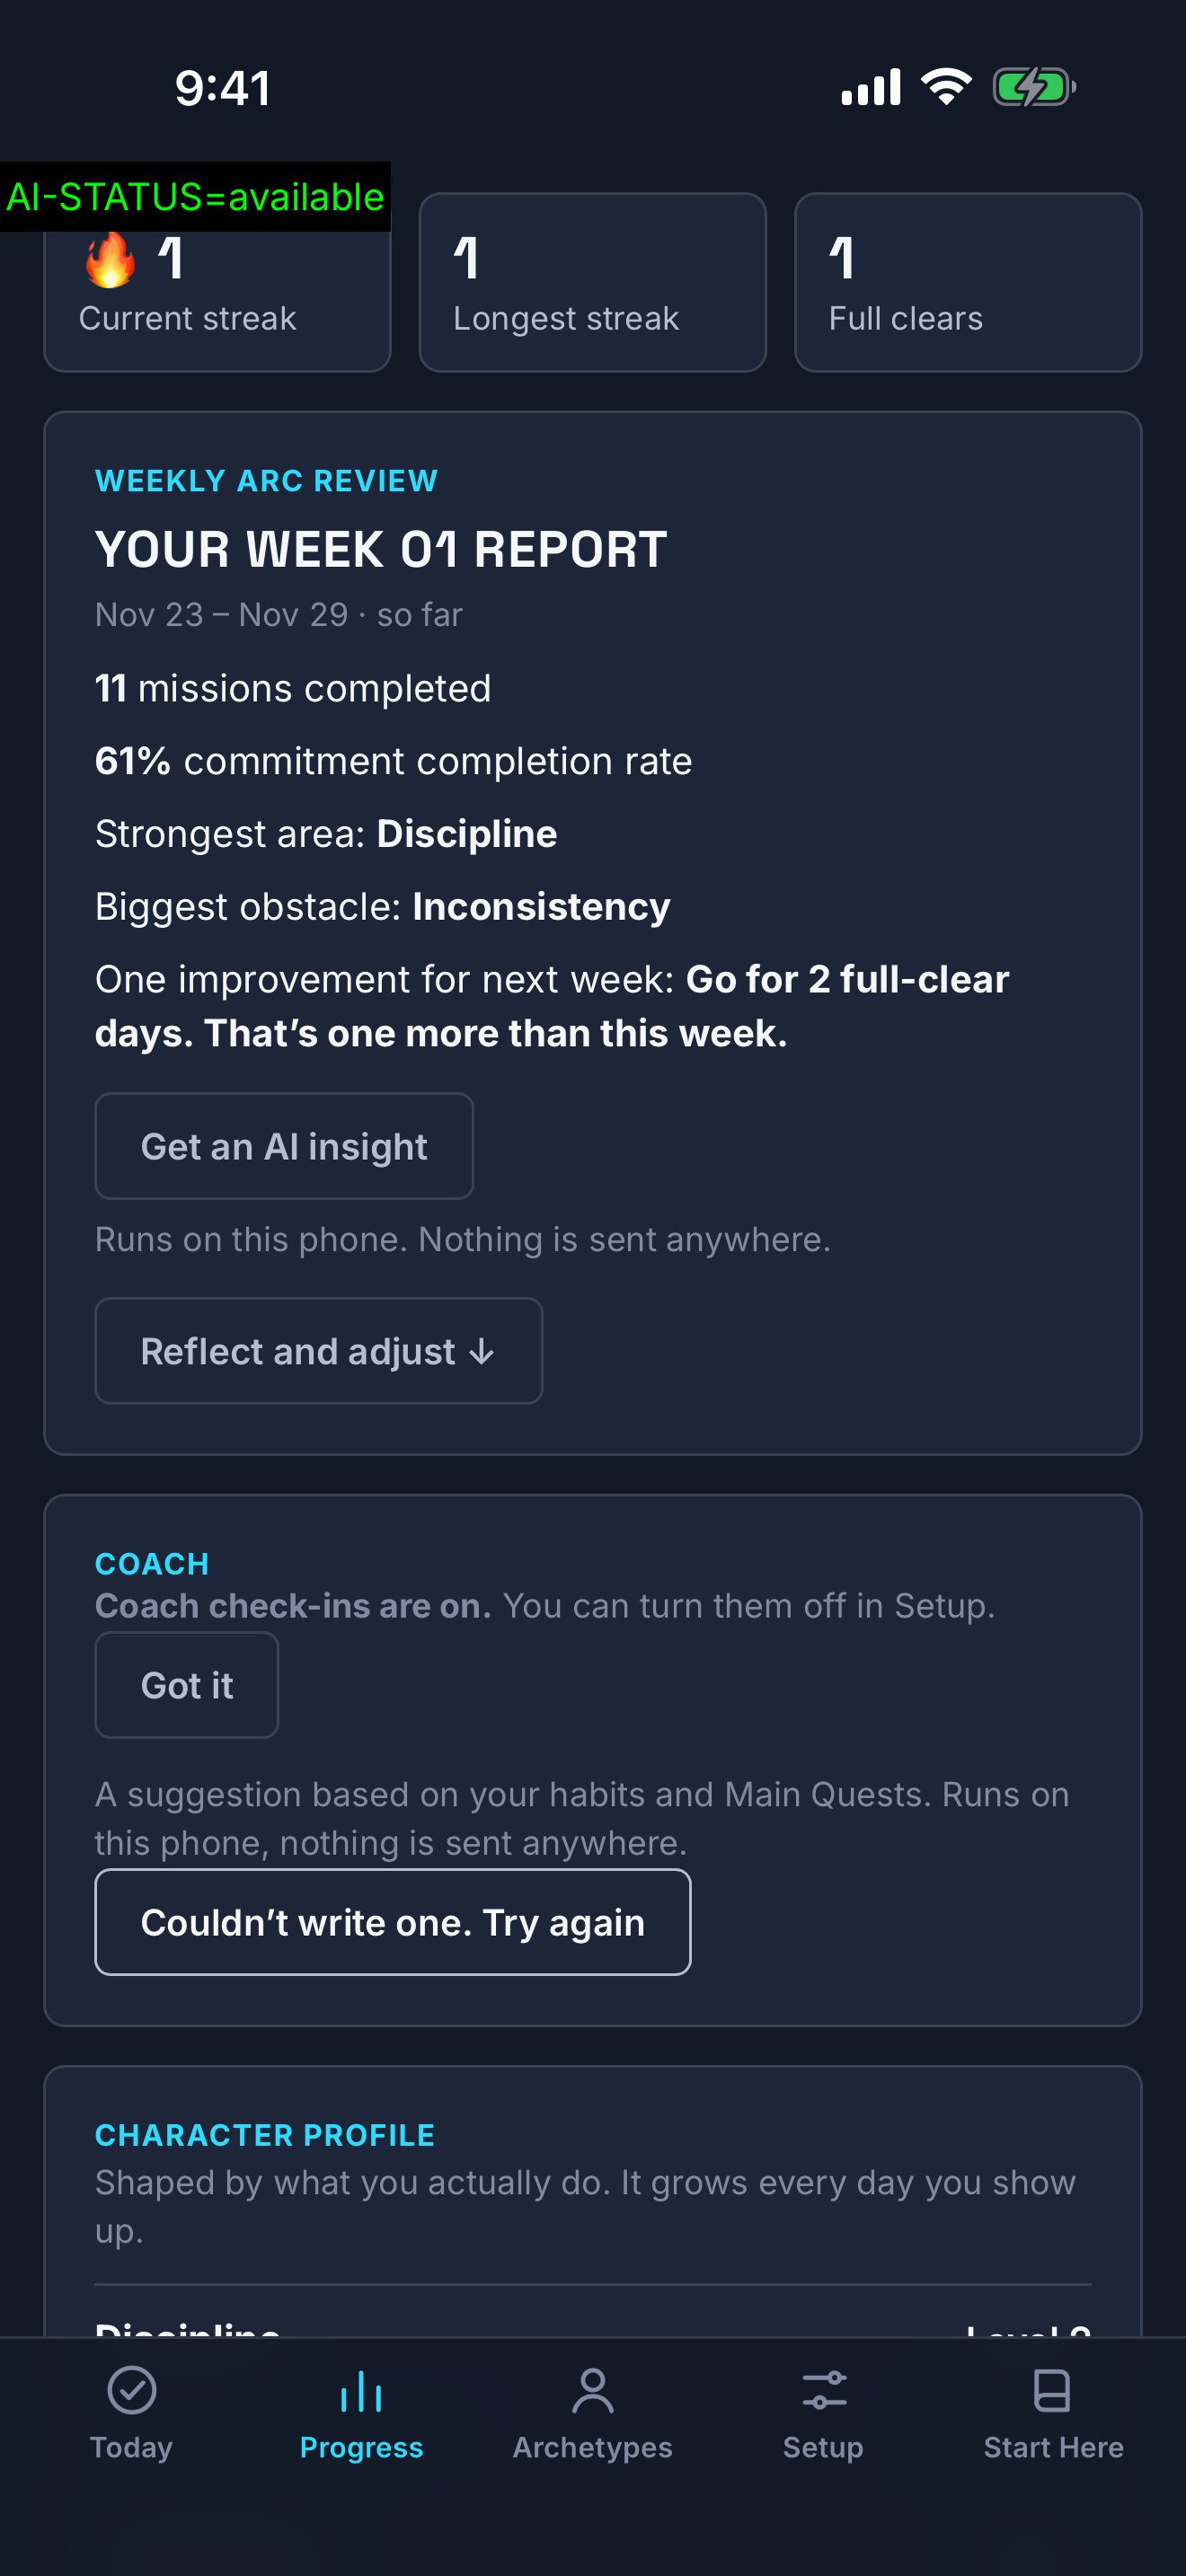 9:41
AI-STATUS=available
🔥 1
Current streak
1
Longest streak
1
Full clears
WEEKLY ARC REVIEW
YOUR WEEK 01 REPORT
Nov 23 – Nov 29 · so far
11 missions completed
61% commitment completion rate
Strongest area: Discipline
Biggest obstacle: Inconsistency
One improvement for next week: Go for 2 full-clear
days. That’s one more than this week.
Get an AI insight
Runs on this phone. Nothing is sent anywhere.
Reflect and adjust ↓
COACH
Coach check-ins are on. You can turn them off in Setup.
Got it
A suggestion based on your habits and Main Quests. Runs on
this phone, nothing is sent anywhere.
Couldn’t write one. Try again
CHARACTER PROFILE
Shaped by what you actually do. It grows every day you show
up.
Discipline
Level
Today
Progress
Archetypes
Setup
Start Here